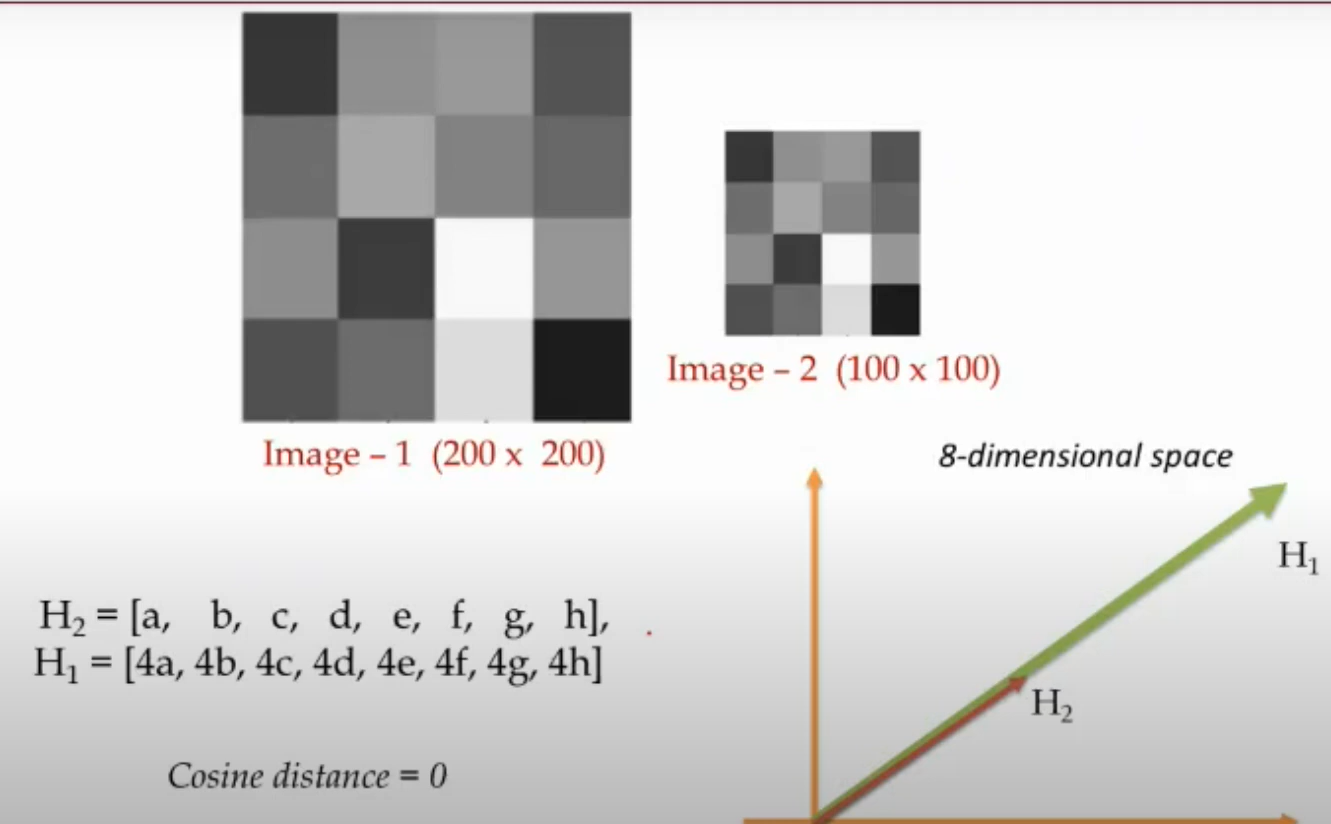 Image – 2 (100 x 100)
Image – 1 (200 x 200)
8-dimensional space
H₁
H₂ = [a, b, c, d, e, f, g, h],
H₁ = [4a, 4b, 4c, 4d, 4e, 4f, 4g, 4h]
H₂
Cosine distance = 0